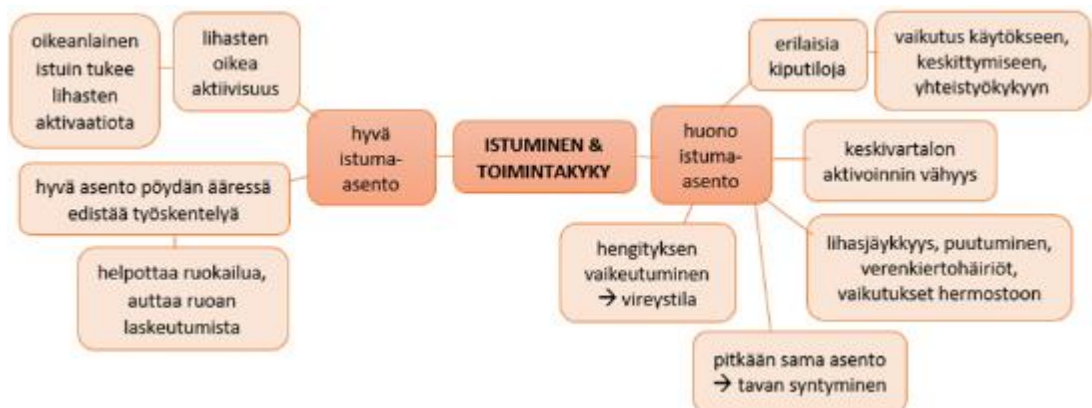 oikeanlainen
istuin tukee
lihasten
aktivaatiota
lihasten
oikea
aktiivisuus
hyvä
istuma-
asento
hyvä asento pöydän ääressä
edistää työskentelyä
helpottaa ruokailua,
auttaa ruoan
laskeutumista
ISTUMINEN &
TOIMINTAKYKY
huono
istuma-
asento
erilaisia
kiputiloja
vaikutus käytökseen,
keskittymiseen,
yhteistyökykyyn
keskivartalon
aktivoinnin vähyys
lihasjäykkyys, puutuminen,
verenkiertohäiriöt,
vaikutukset hermostoon
hengityksen
vaikeutuminen
→ vireystila
pitkään sama asento
→ tavan syntyminen